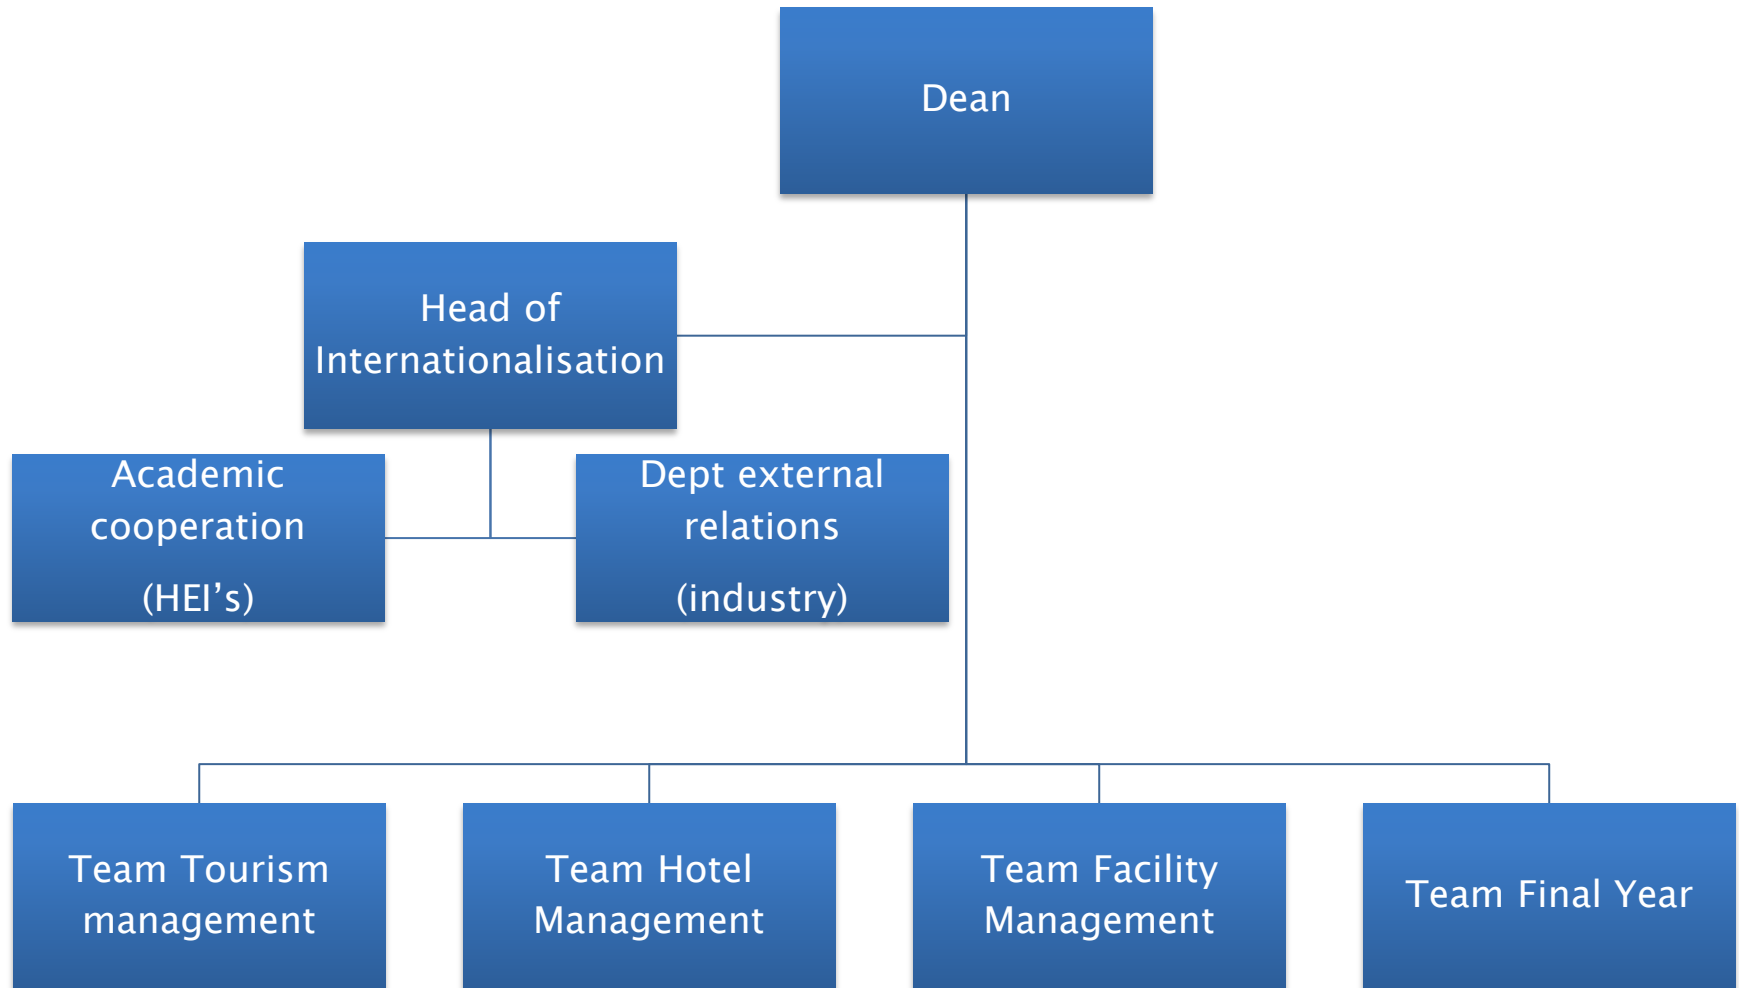 Dean
Head of
Internationalisation
Academic
cooperation
(HEI’s)
Dept external
relations
(industry)
Team Tourism
management
Team Hotel
Management
Team Facility
Management
Team Final Year